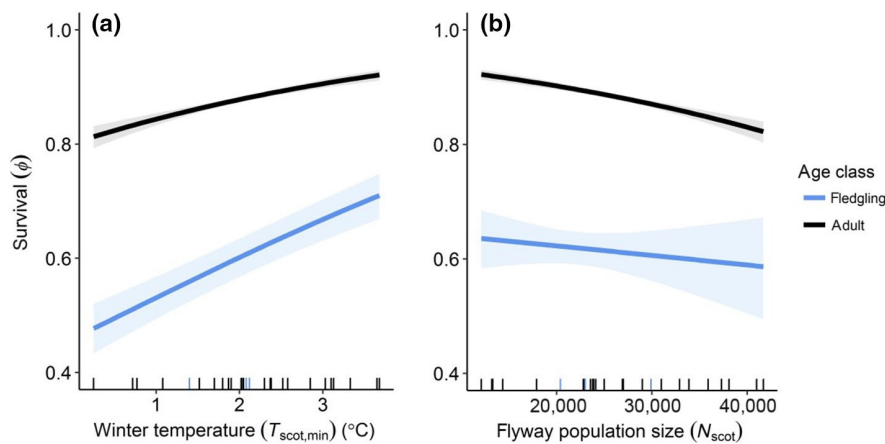 (a)
(b)
1.0
0.8
0.6
0.4
1.0
0.8
0.6
0.4
Survival (ϕ)
1 2 3
20,000 30,000 40,000
Winter temperature (Tscot,min) (°C)
Flyway population size (Nscot)
Age class
Fledgling
Adult